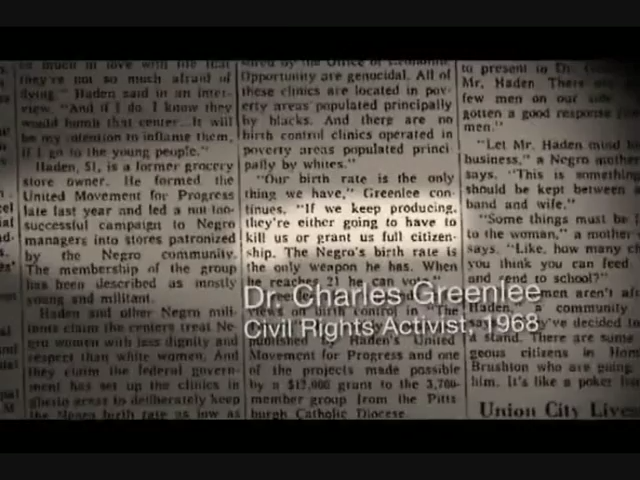 they're not so much afraid of
dying," Haden said in an inter-
view. "And if I do, I know they
would bomb that center...It will
be my intention to inflame them,
if I go to the young people."
Haden, 51, is a former grocery
store owner. He formed the
United Movement for Progress
late last year and led a not too-
successful campaign to Negro
managers into stores patronized
by the Negro community.
The membership of the group
has been described as mostly
young and militant.
Haden and other Negro mili-
tants claim the centers treat Ne-
gro women with less dignity and
respect than white women. And
they claim the federal govern-
ment has set up the clinics in
ghetto areas to deliberately keep
the Negro birth rate as low as
Opportunity are genocidal. All of
these clinics are located in pov-
erty areas populated principally
by blacks. And there are no
birth control clinics operated in
poverty areas populated princi-
pally by whites."
"Our birth rate is the only
thing we have," Greenlee con-
tinues. "If we keep producing,
they're either going to have to
kill us or grant us full citizen-
ship. The Negro's birth rate is
the only weapon he has. When
he reaches 21 he can vote."
views on birth control in "The
Haden's United
Movement for Progress and one
of the projects made possible
by a $12,000 grant to the 3,700-
member group from the Pitts-
burgh Catholic Diocese.
to present in Dr.
Mr. Haden There
few men on our side
gotten a good response
men."
"Let Mr. Haden mind
business," a Negro mother
says. "This is something
should be kept between
band and wife."
"Some things must be
to the woman," a mother
says. "Like, how many
you think you can feed
and send to school?"
men aren't
Haden," a community
they've decided to
a stand. There are some
geous citizens in Home
Brushton who are going
him. It's like a poker
Union City Lives
Dr. Charles Greenlee
Civil Rights Activist, 1968